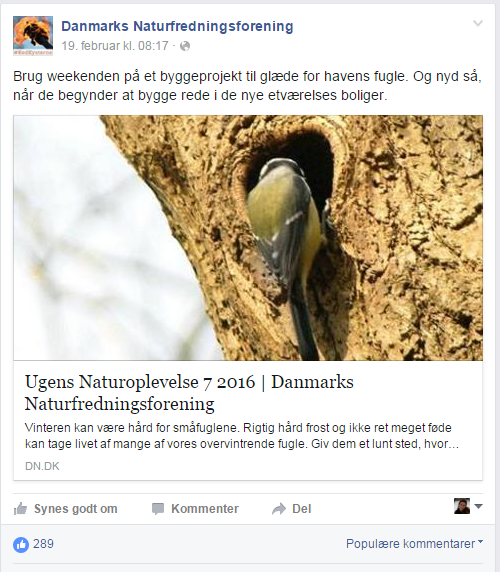 Danmarks Naturfredningsforening
19. februar kl. 08:17 ·
Brug weekenden på et byggeprojekt til glæde for havens fugle. Og nyd så,
når de begynder at bygge rede i de nye etværelses boliger.
Ugens Naturoplevelse 7 2016 | Danmarks
Naturfredningsforening
Vinteren kan være hård for småfuglene. Rigtig hård frost og ikke ret meget føde
kan tage livet af mange af vores overvintrende fugle. Giv dem et lunt sted, hvor…
DN.DK
Synes godt om Kommenter Del
289 Populære kommentarer